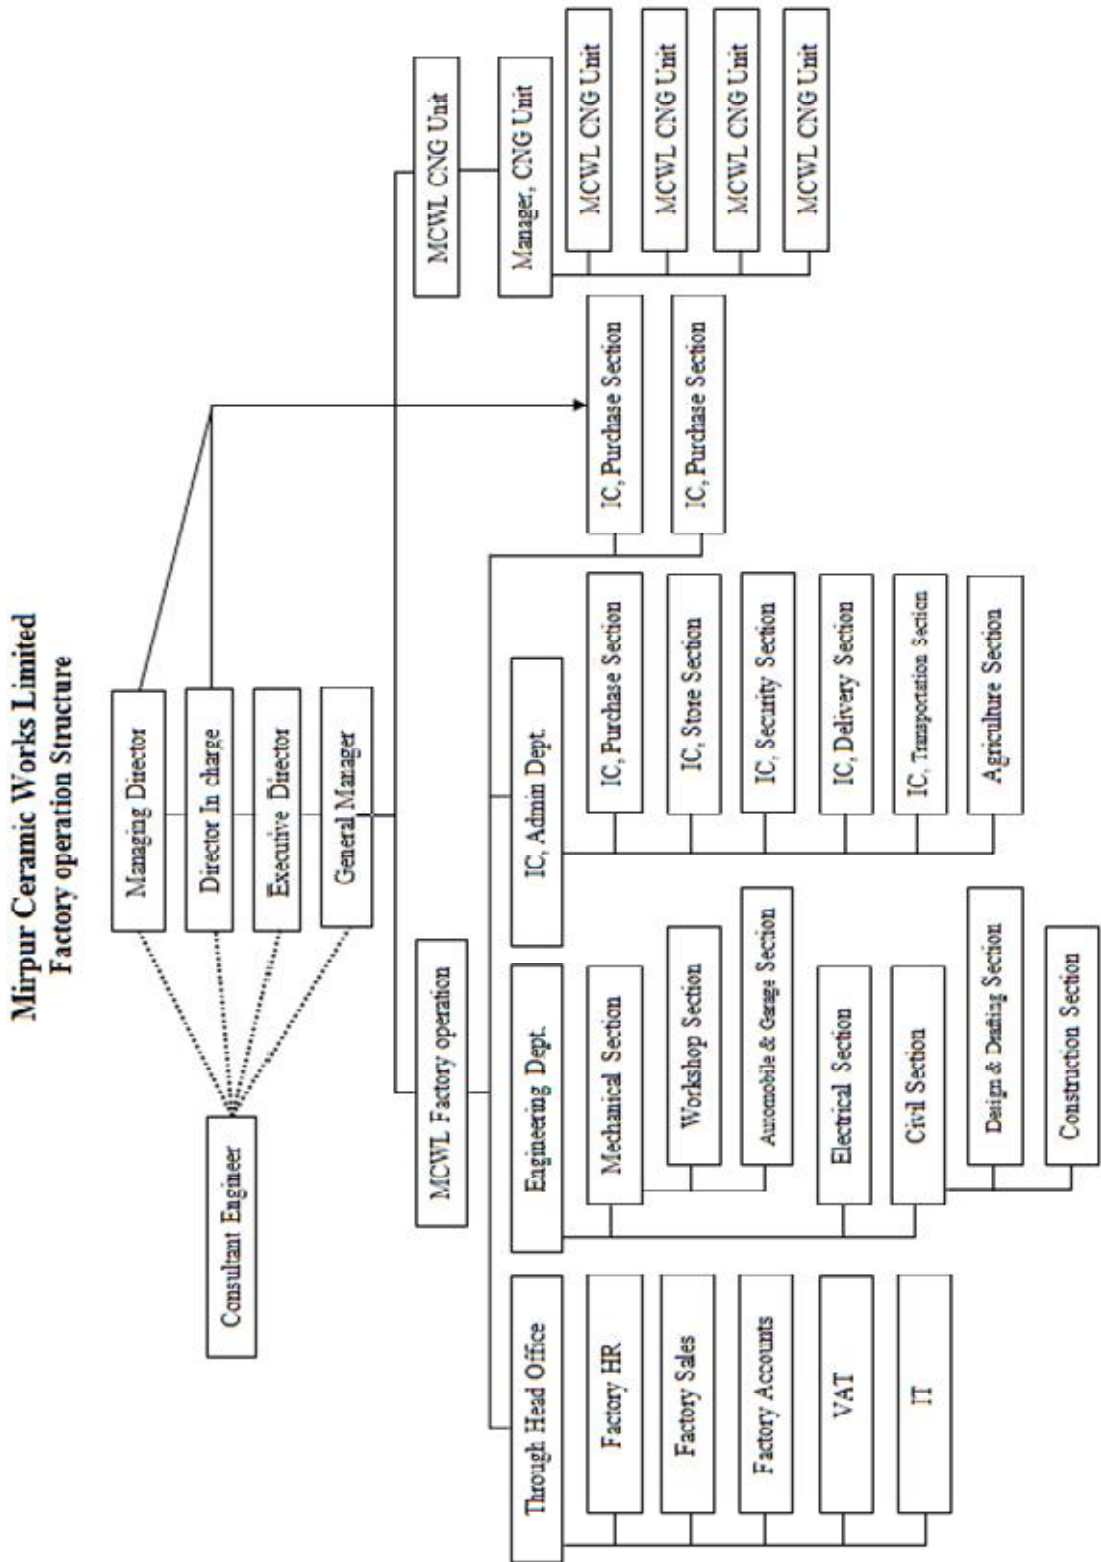 Mirpur Ceramic Works Limited
Factory operation Structure
Consultant Engineer
Managing Director
Director In charge
Executive Director
General Manager
MCWL Factory operation
MCWL CNG Unit
Through Head Office
Factory HR
Factory Sales
Factory Accounts
VAT
IT
Engineering Dept.
Mechanical Section
Workshop Section
Automobile & Garage Section
Electrical Section
Civil Section
Design & Drafting Section
Construction Section
IC, Admin Dept.
IC, Purchase Section
IC, Store Section
IC, Security Section
IC, Delivery Section
IC, Transportation Section
Agriculture Section
IC, Purchase Section
IC, Purchase Section
Manager, CNG Unit
MCWL CNG Unit
MCWL CNG Unit
MCWL CNG Unit
MCWL CNG Unit